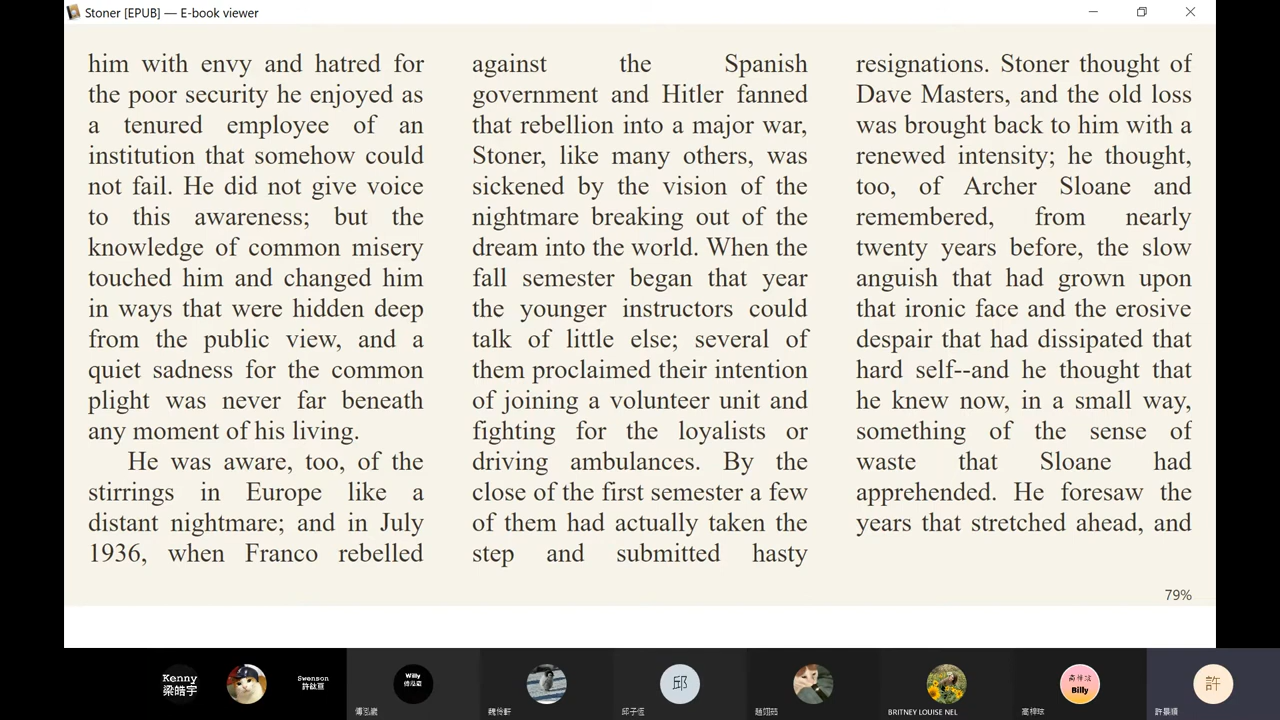 Stoner [EPUB] — E-book viewer
him with envy and hatred for
the poor security he enjoyed as
a tenured employee of an
institution that somehow could
not fail. He did not give voice
to this awareness; but the
knowledge of common misery
touched him and changed him
in ways that were hidden deep
from the public view, and a
quiet sadness for the common
plight was never far beneath
any moment of his living.
He was aware, too, of the
stirrings in Europe like a
distant nightmare; and in July
1936, when Franco rebelled
against the Spanish
government and Hitler fanned
that rebellion into a major war,
Stoner, like many others, was
sickened by the vision of the
nightmare breaking out of the
dream into the world. When the
fall semester began that year
the younger instructors could
talk of little else; several of
them proclaimed their intention
of joining a volunteer unit and
fighting for the loyalists or
driving ambulances. By the
close of the first semester a few
of them had actually taken the
step and submitted hasty
resignations. Stoner thought of
Dave Masters, and the old loss
was brought back to him with a
renewed intensity; he thought,
too, of Archer Sloane and
remembered, from nearly
twenty years before, the slow
anguish that had grown upon
that ironic face and the erosive
despair that had dissipated that
hard self--and he thought that
he knew now, in a small way,
something of the sense of
waste that Sloane had
apprehended. He foresaw the
years that stretched ahead, and
79%
Kenny
梁皓宇
Swenson
Willy
邱
Billy
許
邱子恆
BRITNEY LOUISE NEL